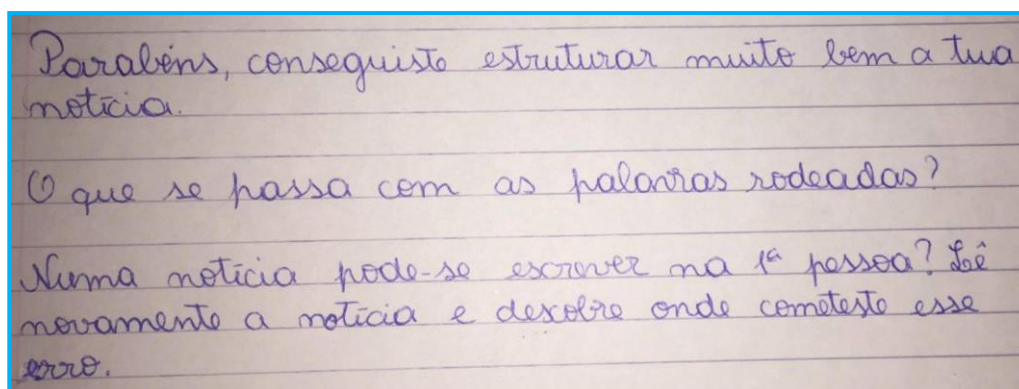 Parabéns, conseguiste estruturar muito bem a tua
notícia.
O que se passa com as palavras rodeadas?
Numa notícia pode-se escrever na 1ª pessoa? Lê
novamente a notícia e descobre onde cometeste esse
erro.